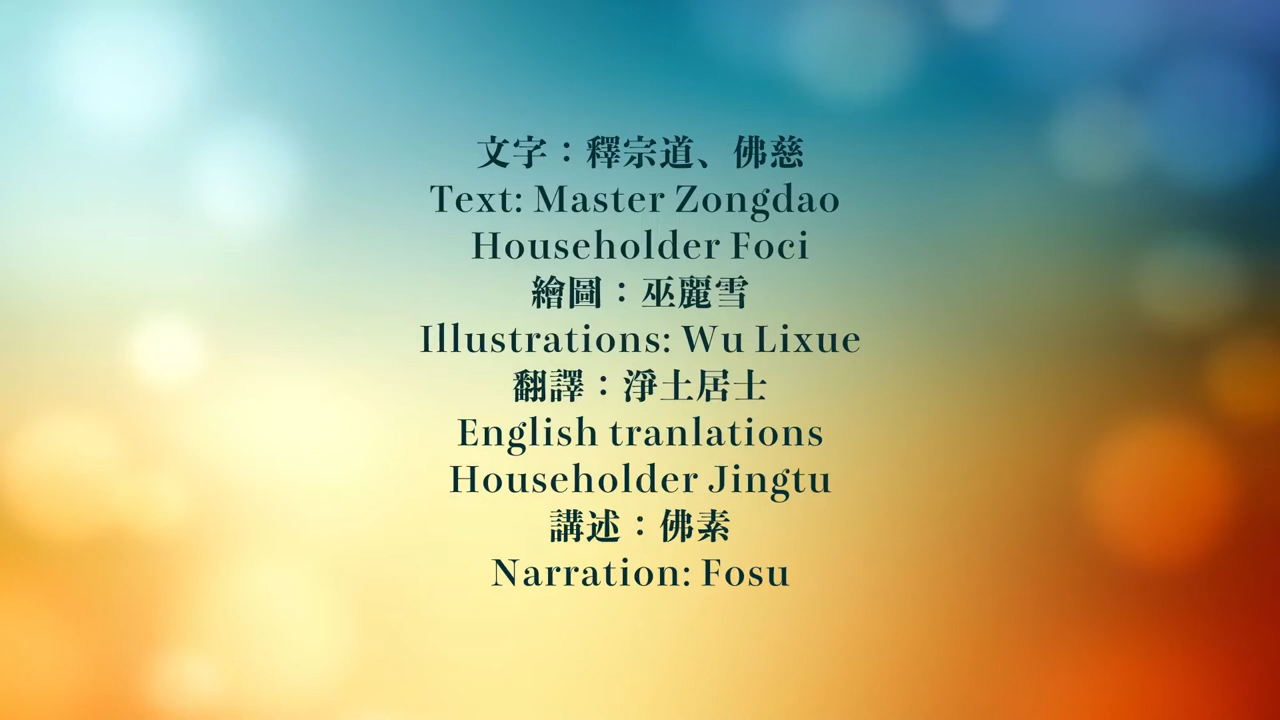 文字：釋宗道、佛慈
Text: Master Zongdao
Householder Foci
繪圖：巫麗雪
Illustrations: Wu Lixue
翻譯：淨土居士
English tranlations
Householder Jingtu
講述：佛素
Narration: Fosu